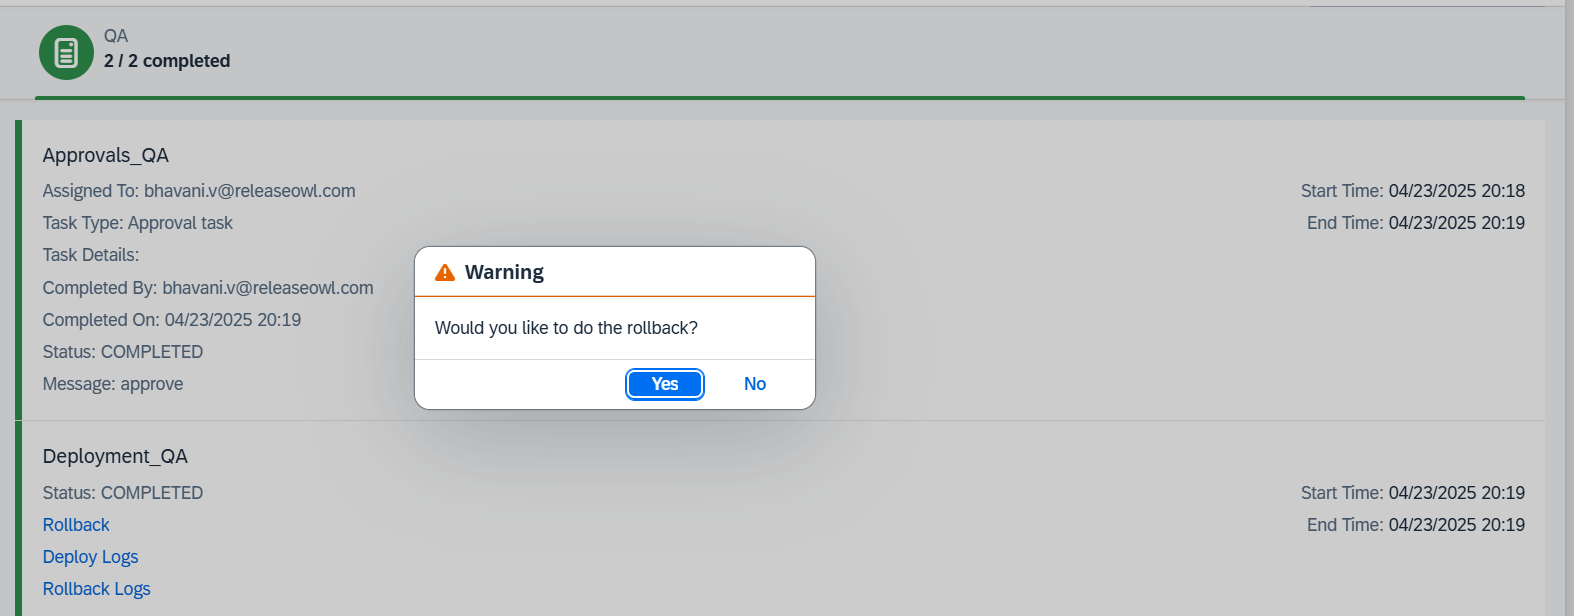 QA
2 / 2 completed
Approvals_QA
Assigned To: bhavani.v@releaseowl.com
Start Time: 04/23/2025 20:18
Task Type: Approval task
End Time: 04/23/2025 20:19
Task Details:
Completed By: bhavani.v@releaseowl.com
Completed On: 04/23/2025 20:19
Status: COMPLETED
Message: approve
Warning
Would you like to do the rollback?
Yes No
Deployment_QA
Status: COMPLETED
Start Time: 04/23/2025 20:19
Rollback
End Time: 04/23/2025 20:19
Deploy Logs
Rollback Logs